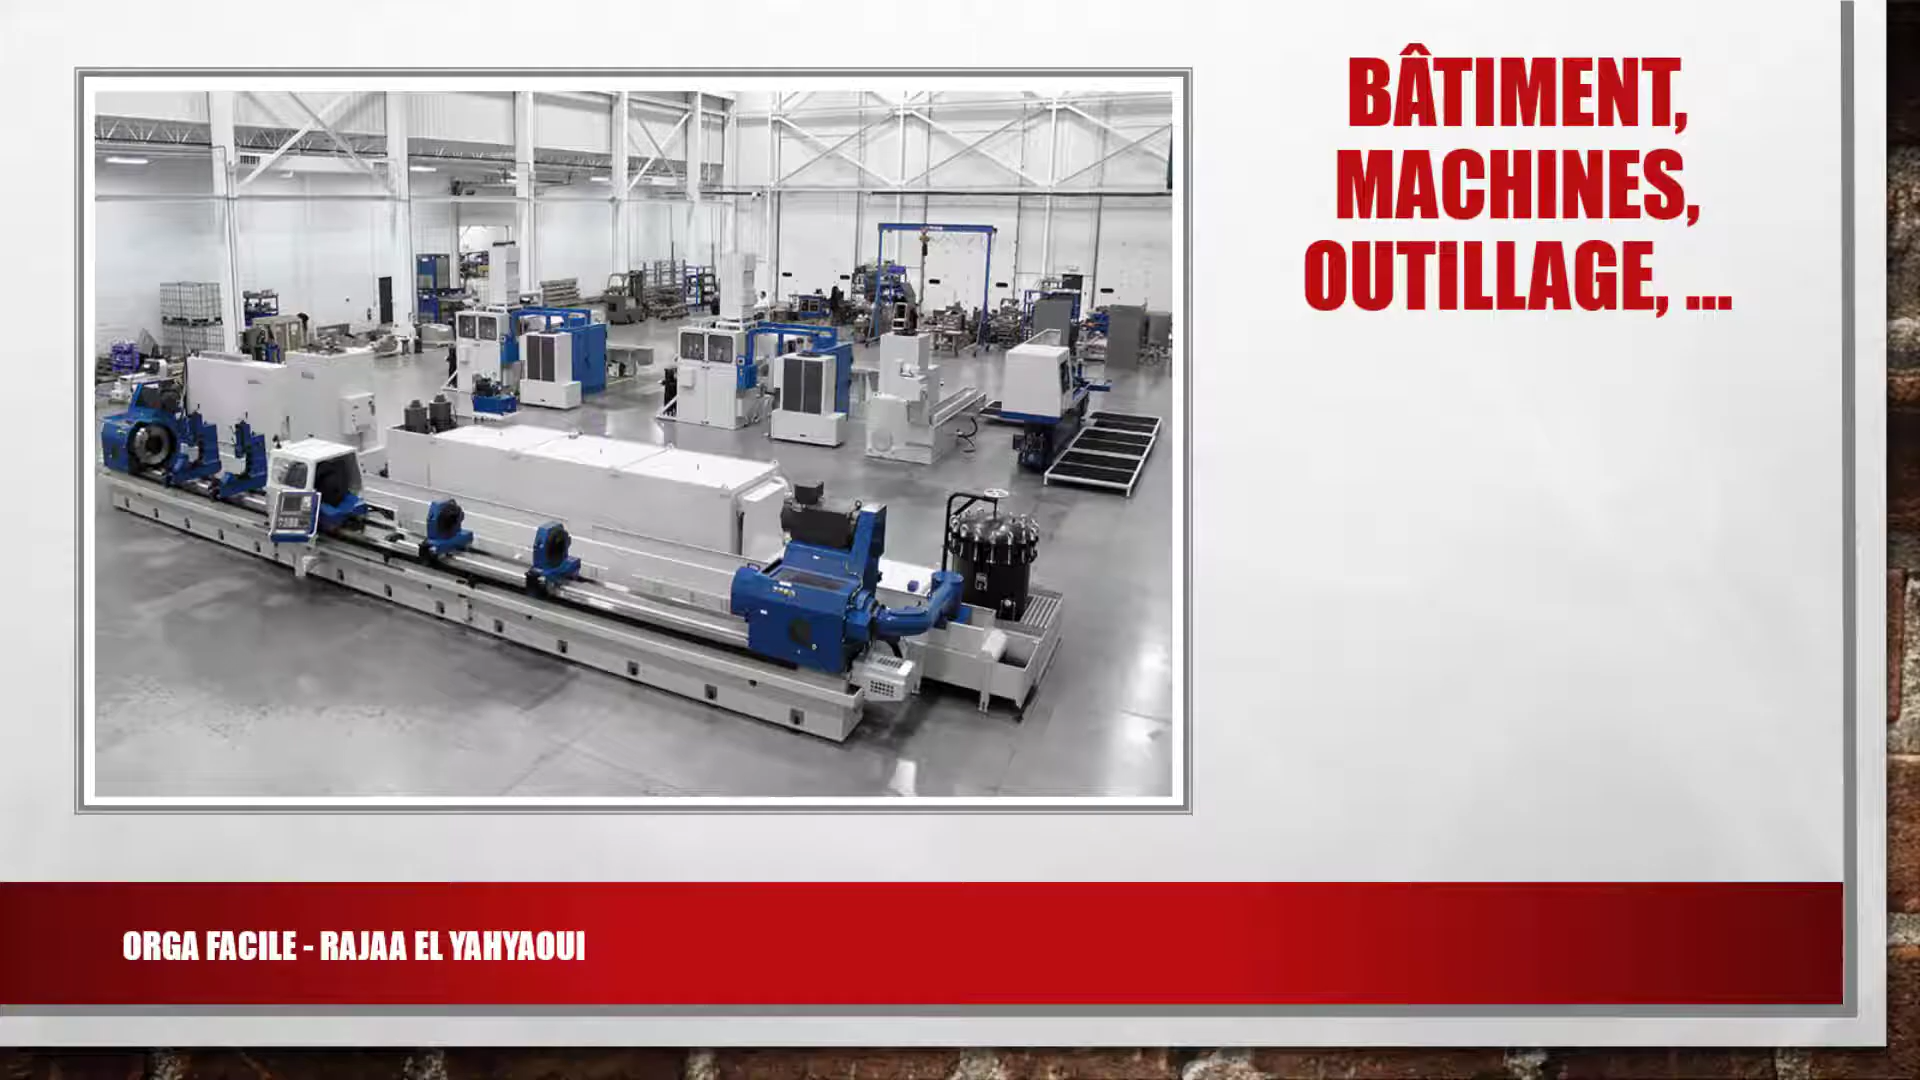 BÂTIMENT,
MACHINES,
OUTILLAGE, ...
ORGA FACILE - RAJAA EL YAHYAOUI